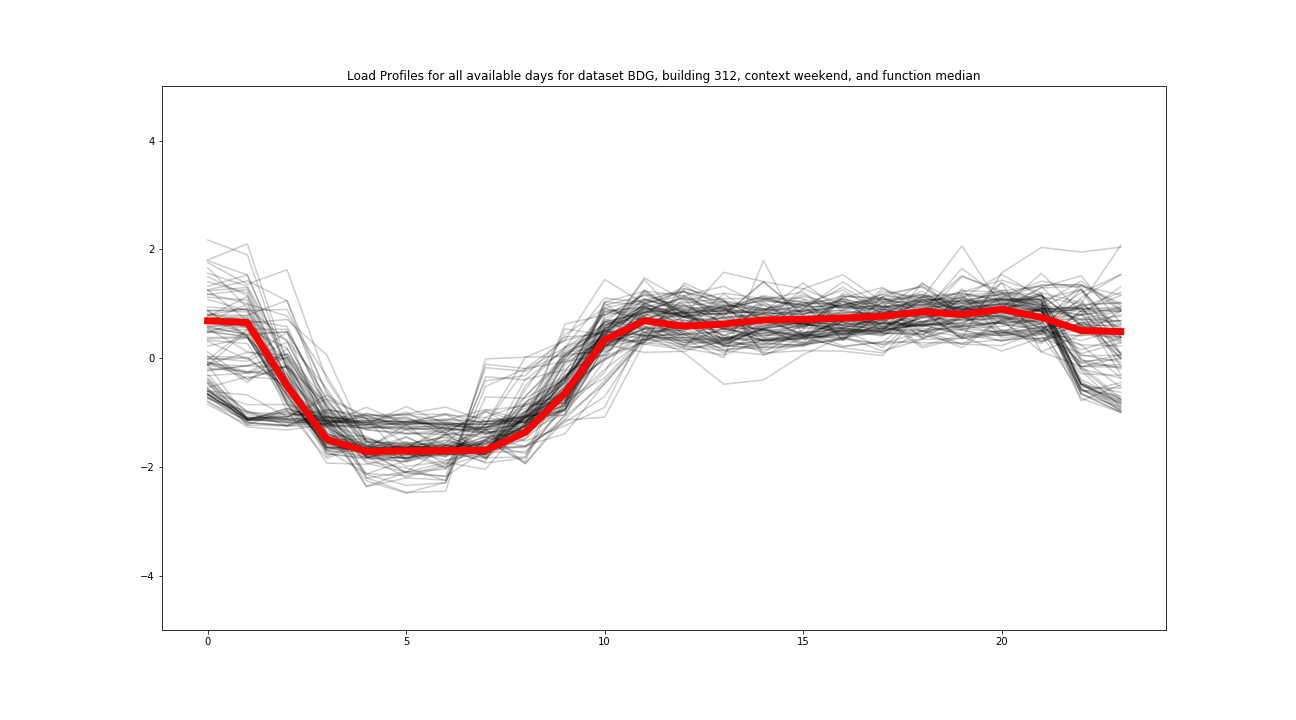 Load Profiles for all available days for dataset BDG, building 312, context weekend, and function median
4
2
0
−2
−4
0 5 10 15 20